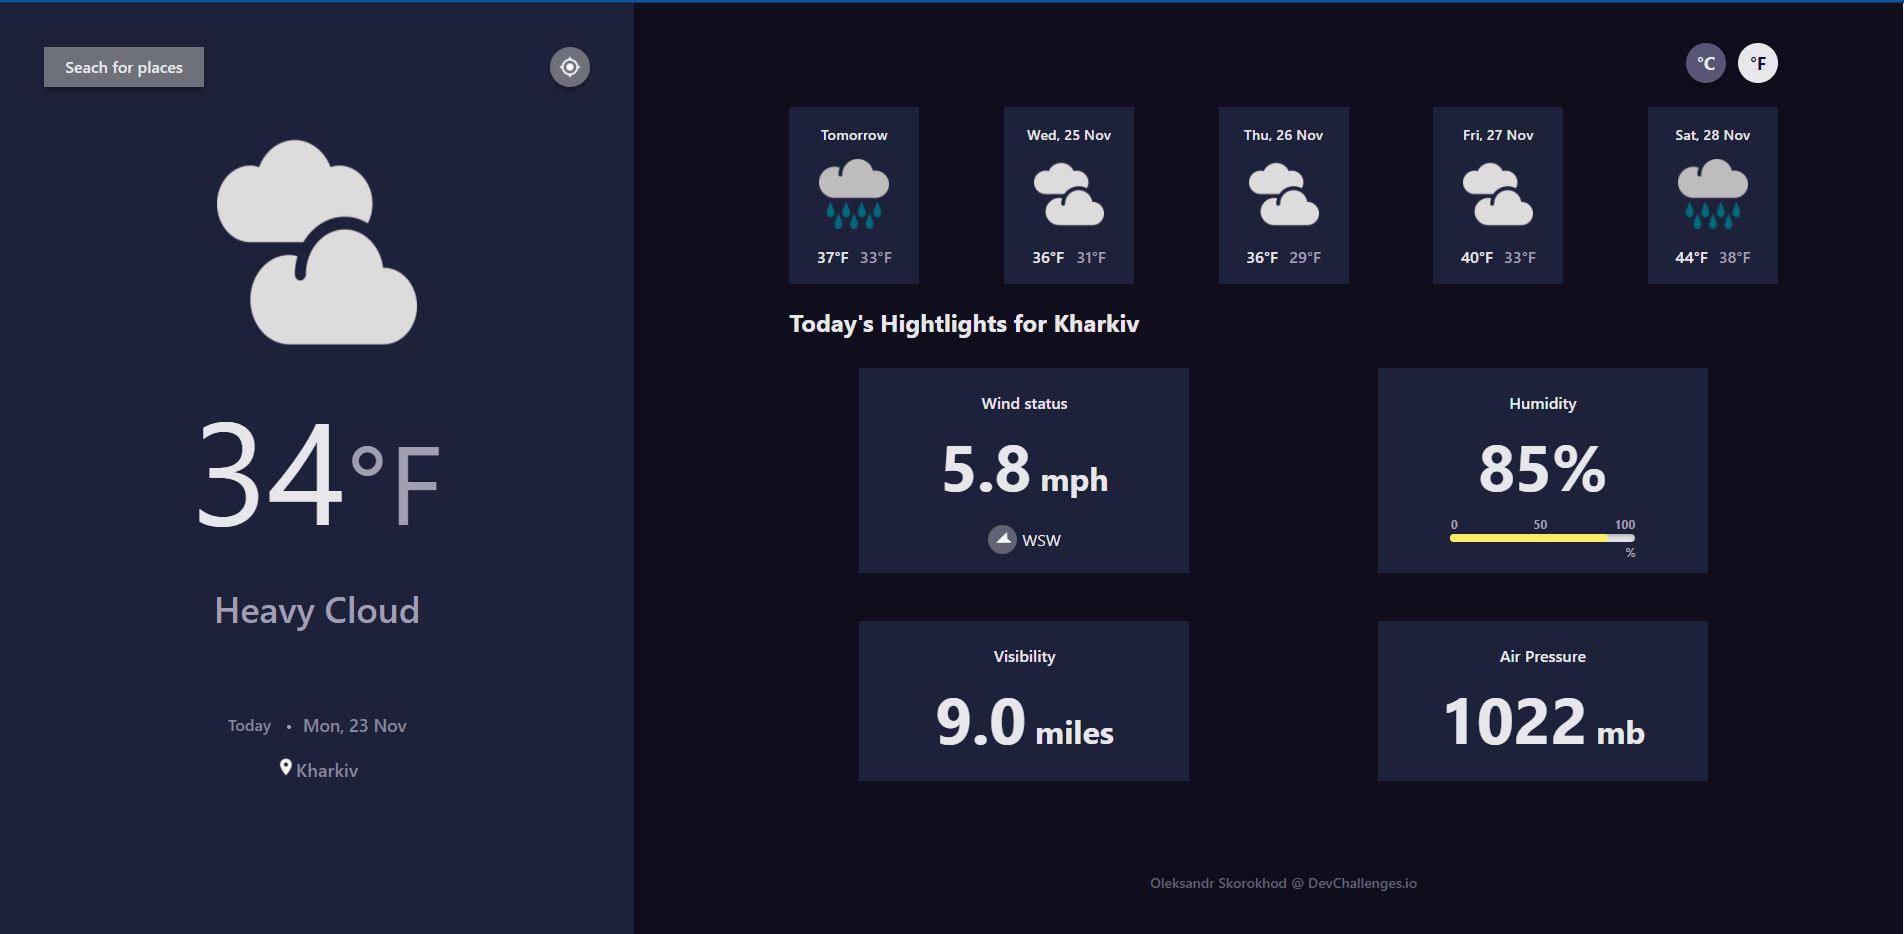 Seach for places
34°F
Heavy Cloud
Today • Mon, 23 Nov
Kharkiv
°C °F
Tomorrow
37°F 33°F
Wed, 25 Nov
36°F 31°F
Thu, 26 Nov
36°F 29°F
Fri, 27 Nov
40°F 33°F
Sat, 28 Nov
44°F 38°F
Today's Hightlights for Kharkiv
Wind status
5.8 mph
WSW
Humidity
85%
0 50 100
%
Visibility
9.0 miles
Air Pressure
1022 mb
Oleksandr Skorokhod @ DevChallenges.io